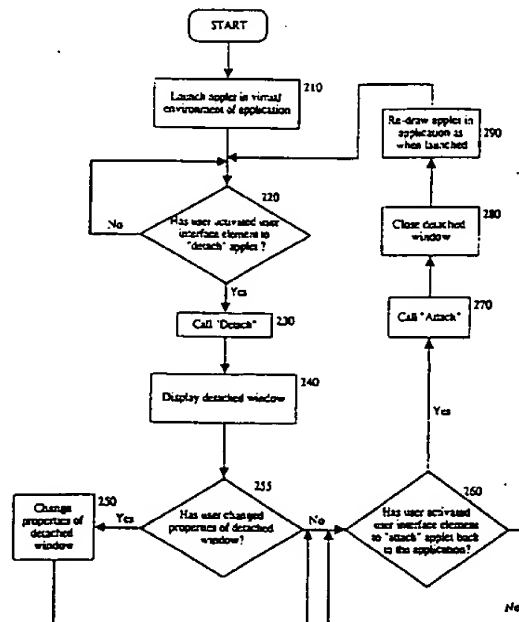 START
210
Launch applet in virtual
environment of application
220
No
Has user activated user
interface element to
"detach" applet?
Yes
230
Call "Detach"
240
Display detached window
255
Has user changed
properties of detached
window?
Yes
250
Change
properties of
detached
window
No
260
Has user activated
user interface element
to "attach" applet back
to the application?
No
Yes
270
Call "Attach"
280
Close detached
window
290
Re-draw applet in
application as
when launched